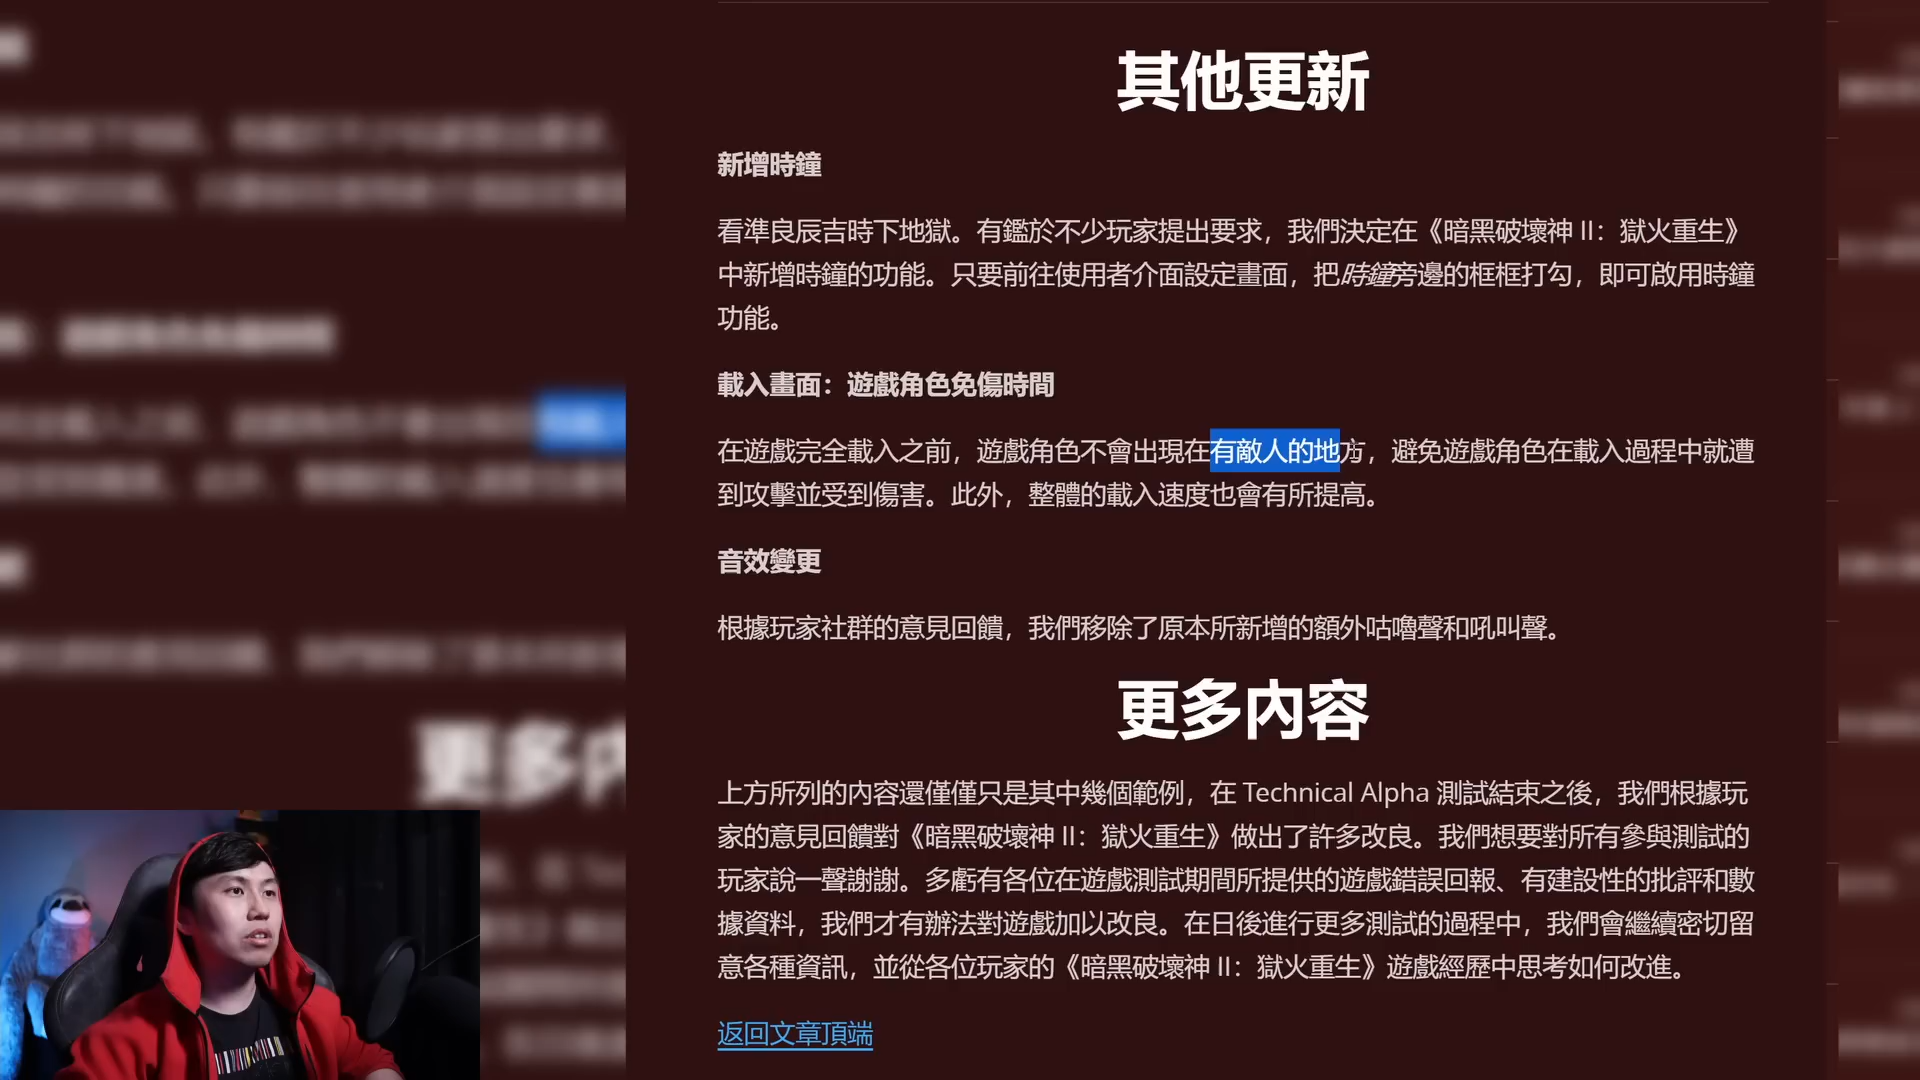 其他更新
新增時鐘
看準良辰吉時下地獄。有鑑於不少玩家提出要求，我們決定在《暗黑破壞神 II：獄火重生》
中新增時鐘的功能。只要前往使用者介面設定畫面，把時鐘旁邊的框框打勾，即可啟用時鐘
功能。
載入畫面：遊戲角色免傷時間
在遊戲完全載入之前，遊戲角色不會出現在有敵人的地方，避免遊戲角色在載入過程中就遭
到攻擊並受到傷害。此外，整體的載入速度也會有所提高。
音效變更
根據玩家社群的意見回饋，我們移除了原本所新增的額外咕嚕聲和吼叫聲。
更多內容
上方所列的內容還僅僅只是其中幾個範例，在 Technical Alpha 測試結束之後，我們根據玩
家的意見回饋對《暗黑破壞神 II：獄火重生》做出了許多改良。我們想要對所有參與測試的
玩家說一聲謝謝。多虧有各位在遊戲測試期間所提供的遊戲錯誤回報、有建設性的批評和數
據資料，我們才有辦法對遊戲加以改良。在日後進行更多測試的過程中，我們會繼續密切留
意各種資訊，並從各位玩家的《暗黑破壞神 II：獄火重生》遊戲經歷中思考如何改進。
返回文章頂端